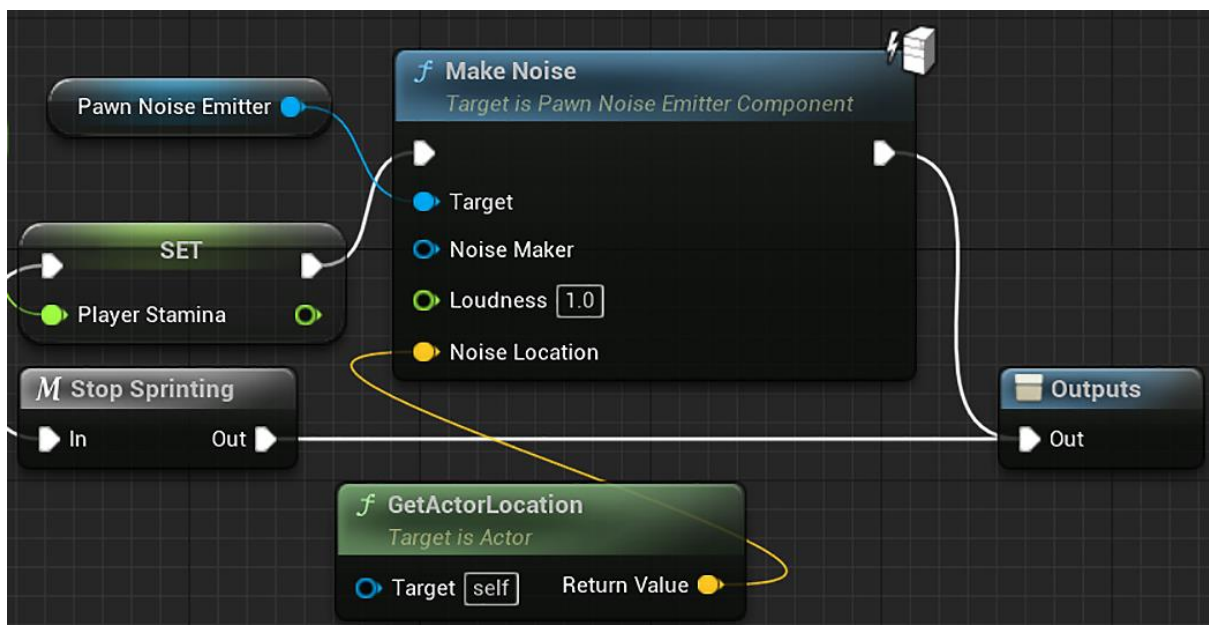 Pawn Noise Emitter
f Make Noise
Target is Pawn Noise Emitter Component
Target
Noise Maker
Loudness 1.0
Noise Location
SET
Player Stamina
M Stop Sprinting
In Out
Outputs
Out
f GetActorLocation
Target is Actor
Target self Return Value